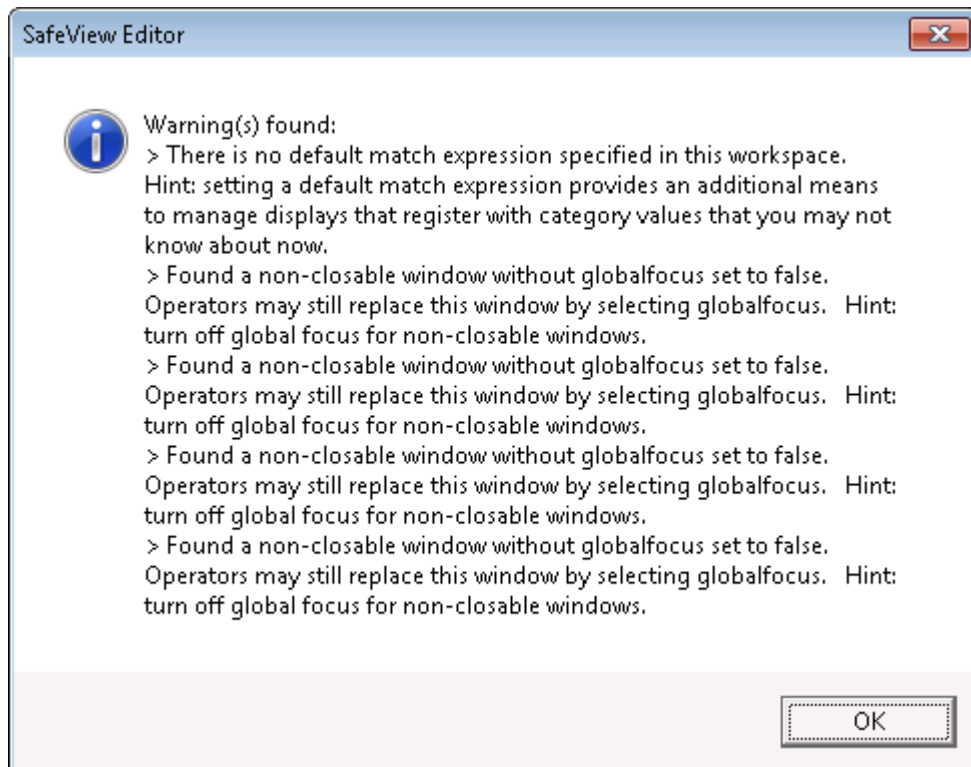 SafeView Editor
Warning(s) found:
> There is no default match expression specified in this workspace.
Hint: setting a default match expression provides an additional means
to manage displays that register with category values that you may not
know about now.
> Found a non-closable window without globalfocus set to false.
Operators may still replace this window by selecting globalfocus.   Hint:
turn off global focus for non-closable windows.
> Found a non-closable window without globalfocus set to false.
Operators may still replace this window by selecting globalfocus.   Hint:
turn off global focus for non-closable windows.
> Found a non-closable window without globalfocus set to false.
Operators may still replace this window by selecting globalfocus.   Hint:
turn off global focus for non-closable windows.
> Found a non-closable window without globalfocus set to false.
Operators may still replace this window by selecting globalfocus.   Hint:
turn off global focus for non-closable windows.
OK